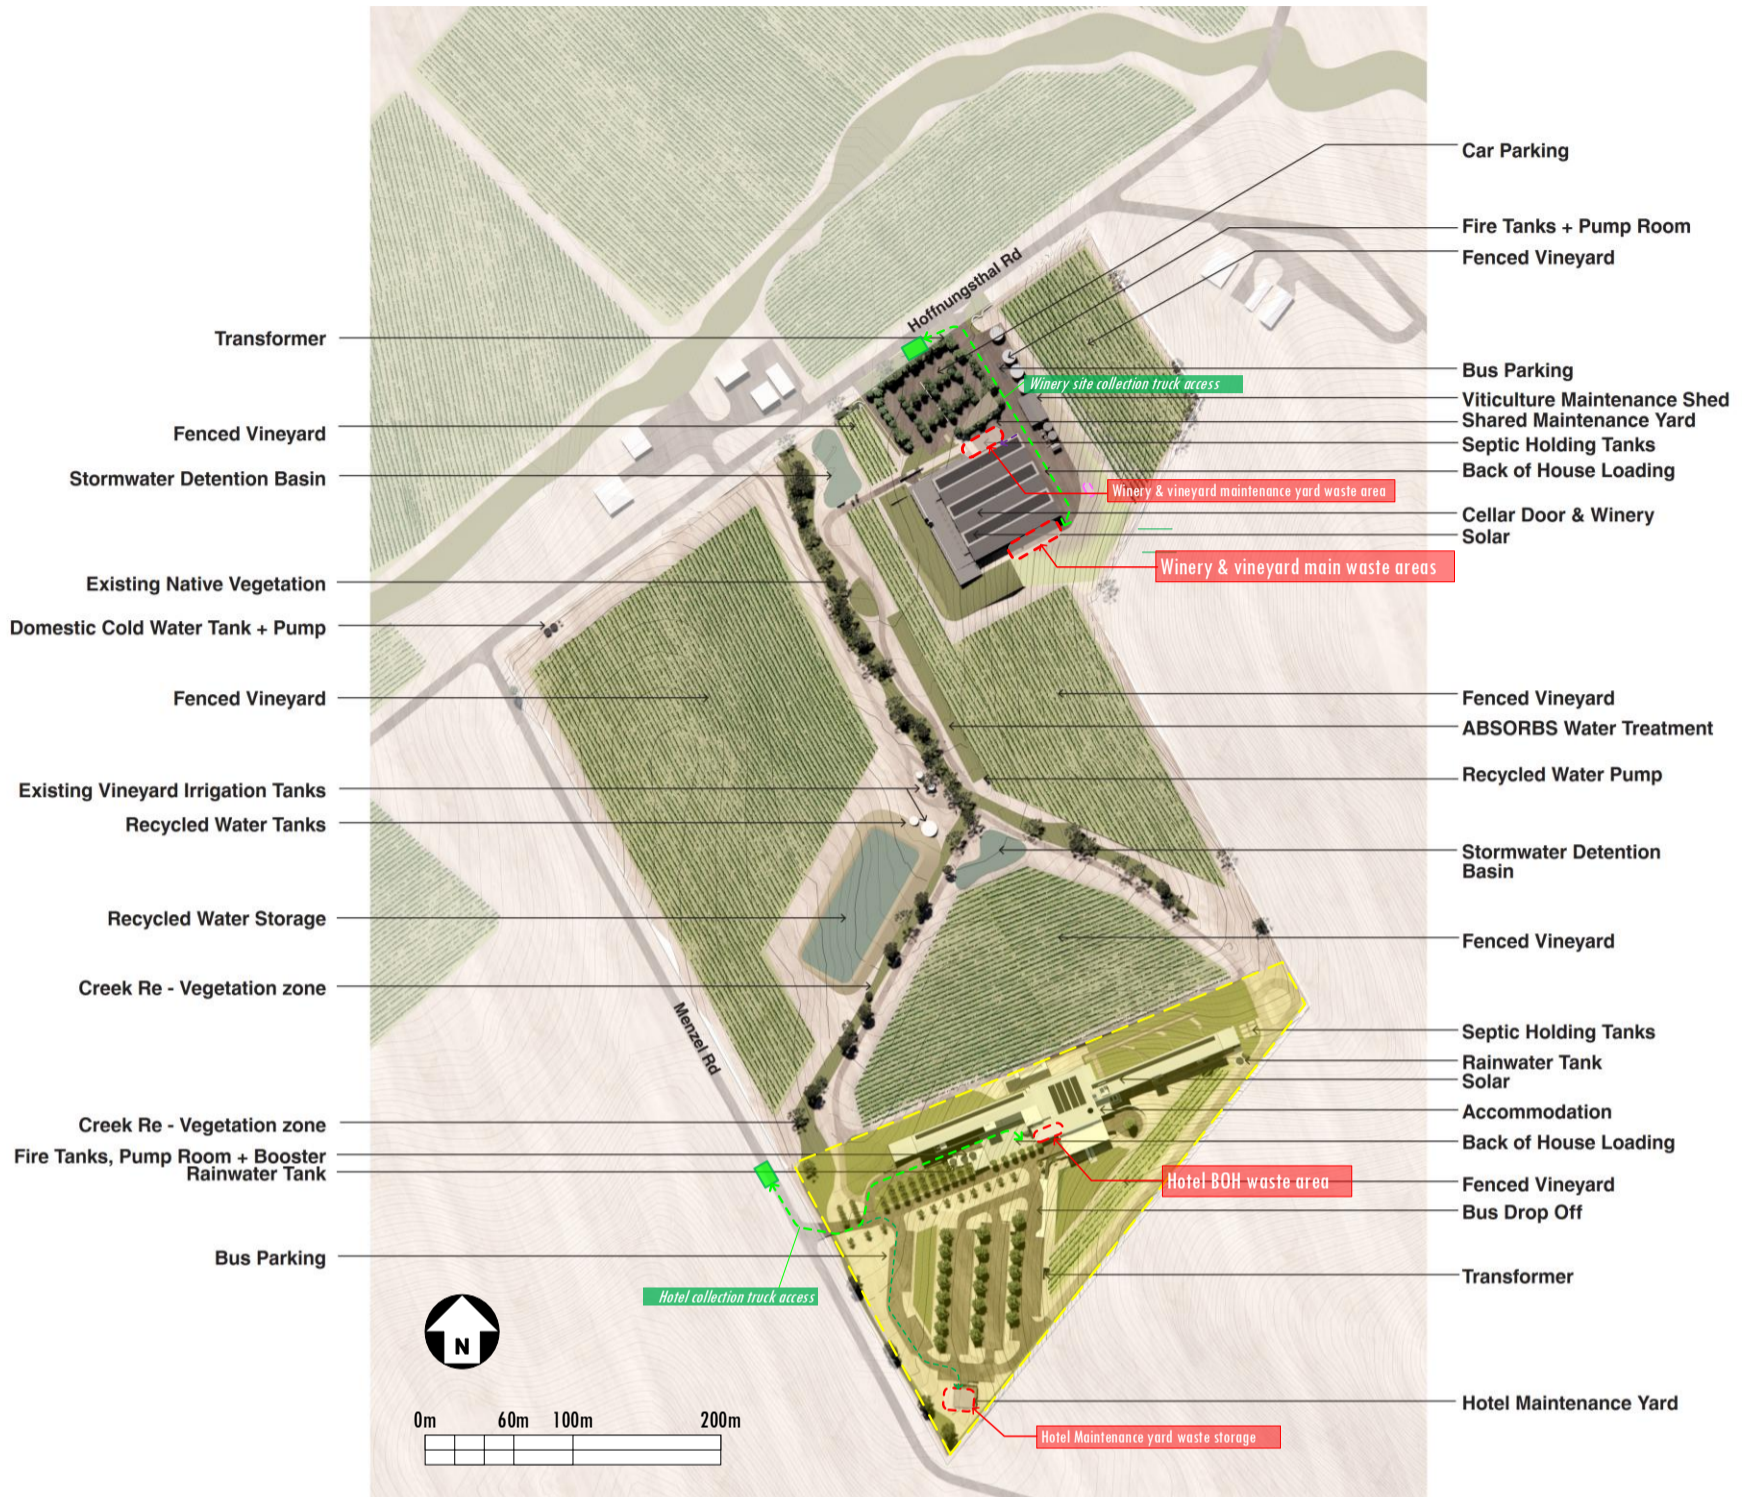 Car Parking
Fire Tanks + Pump Room
Fenced Vineyard
Hoffnungsthal Rd
Transformer
Bus Parking
Winery site collection truck access
Viticulture Maintenance Shed
Shared Maintenance Yard
Fenced Vineyard
Septic Holding Tanks
Back of House Loading
Stormwater Detention Basin
Winery & vineyard maintenance yard waste area
Cellar Door & Winery
Solar
Winery & vineyard main waste areas
Existing Native Vegetation
Domestic Cold Water Tank + Pump
Fenced Vineyard
Fenced Vineyard
ABSORBS Water Treatment
Recycled Water Pump
Existing Vineyard Irrigation Tanks
Recycled Water Tanks
Stormwater Detention
Basin
Recycled Water Storage
Fenced Vineyard
Creek Re - Vegetation zone
Menzel Rd
Septic Holding Tanks
Rainwater Tank
Solar
Accommodation
Creek Re - Vegetation zone
Back of House Loading
Fire Tanks, Pump Room + Booster
Rainwater Tank
Hotel BOH waste area
Fenced Vineyard
Bus Drop Off
Bus Parking
Transformer
Hotel collection truck access
N
Hotel Maintenance Yard
0m 60m 100m 200m
Hotel Maintenance yard waste storage